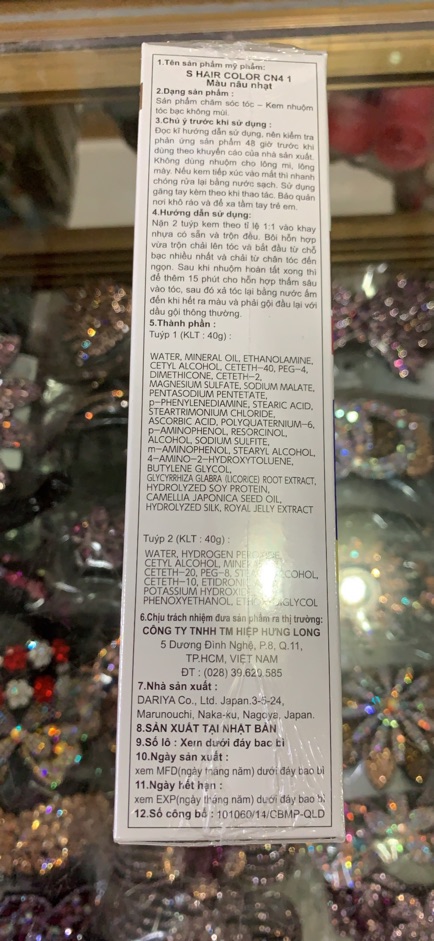 1.Tên sản phẩm mỹ phẩm:
S HAIR COLOR CN4 1
Màu nâu nhạt
2.Dạng sản phẩm :
Sản phẩm chăm sóc tóc – Kem nhuộm
tóc bạc không mùi.
3.Chú ý trước khi sử dụng :
Đọc kĩ hướng dẫn sử dụng, nên kiểm tra
phản ứng sản phẩm 48 giờ trước khi
dùng theo khuyến cáo của nhà sản xuất.
Không dùng nhuộm cho lông mi, lông
mày. Nếu kem tiếp xúc vào mắt thì nhanh
chóng rửa lại bằng nước sạch. Sử dụng
găng tay kèm theo khi thao tác. Bảo quản
nơi khô ráo và để xa tầm tay trẻ em.
4.Hướng dẫn sử dụng:
Nặn 2 tuýp kem theo tỉ lệ 1:1 vào khay
nhựa có sẵn và trộn đều. Bôi hỗn hợp
vừa trộn chải lên tóc và bắt đầu từ chỗ
bạc nhiều nhất và chải từ chân tóc đến
ngọn. Sau khi nhuộm hoàn tất xong thì
để thêm 15 phút cho hỗn hợp thấm sâu
vào tóc, sau đó xả tóc lại bằng nước ấm
đến khi hết ra màu và phải gội đầu lại với
dầu gội thông thường.
5.Thành phần :
Tuýp 1 (KLT : 40g) :
WATER, MINERAL OIL, ETHANOLAMINE,
CETYL ALCOHOL, CETETH-40, PEG-4,
DIMETHICONE, CETETH-2,
MAGNESIUM SULFATE, SODIUM MALATE,
PENTASODIUM PENTETATE,
p-PHENYLENEDIAMINE, STEARIC ACID,
STEARTRIMONIUM CHLORIDE,
ASCORBIC ACID, POLYQUATERNIUM-6,
p-AMINOPHENOL, RESORCINOL,
ALCOHOL, SODIUM SULFITE,
m-AMINOPHENOL, STEARYL ALCOHOL,
4-AMINO-2-HYDROXYTOLUENE,
BUTYLENE GLYCOL,
GLYCYRRHIZA GLABRA (LICORICE) ROOT EXTRACT,
HYDROLYZED SOY PROTEIN,
CAMELLIA JAPONICA SEED OIL,
HYDROLYZED SILK, ROYAL JELLY EXTRACT
Tuýp 2 (KLT : 40g) :
WATER, HYDROGEN
CETYL ALCOHOL,
CETETH-20, PEG-8,
CETETH-10,
POTASSIUM
PHENOXYETHANOL,
6.Chịu trách nhiệm đưa sản phẩm ra thị trường:
CÔNG TY TNHH TM HIỆP HƯNG LONG
5 Dương Đình Nghệ, P.8, Q.11,
TP.HCM, VIỆT NAM
ĐT : (028) 39.620.585
7.Nhà sản xuất :
DARIYA Co., Ltd. Japan.3-5-24,
Marunouchi, Naka-ku, Nagoya, Japan.
8.SẢN XUẤT TẠI NHẬT BẢN
9.Số lô : Xem dưới đáy bao bì
10.Ngày sản xuất :
xem MFD(ngày tháng năm) dưới đáy bao bì
11.Ngày hết hạn :
xem EXP(ngày tháng năm) dưới đáy bao bì
12.Số công bố : 101060/14/CBMP-QLD